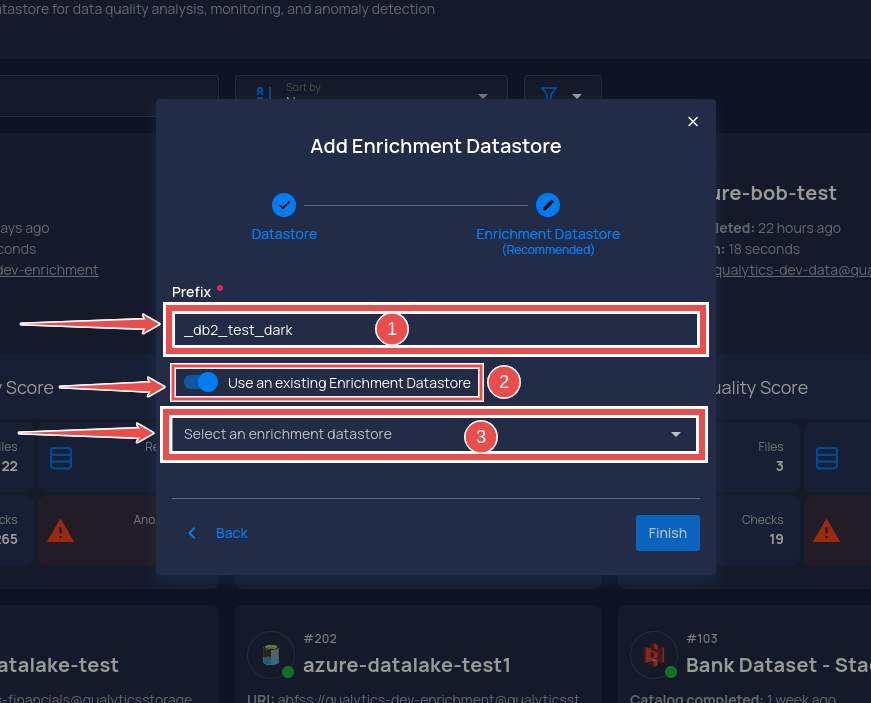 atastore for data quality analysis, monitoring, and anomaly detection
Sort by
Add Enrichment Datastore
ure-bob-test
Datastore
Enrichment Datastore
(Recommended)
ays ago
leted: 22 hours ago
conds
n: 18 seconds
dev-enrichment
qualytics-dev-data@qua
Prefix
_db2_test_dark
1
Use an existing Enrichment Datastore
2
y Score
uality Score
Select an enrichment datastore
3
iles
22
Re
Files
3
cks
265
Ano
Checks
19
Back
Finish
atalake-test
s-financials@qualyticsstorage
#202
azure-datalake-test1
URI: abfss://qualytics-dev-enrichment@qualyticsst
#103
Bank Dataset - Sta
Catalog completed: 1 week ago